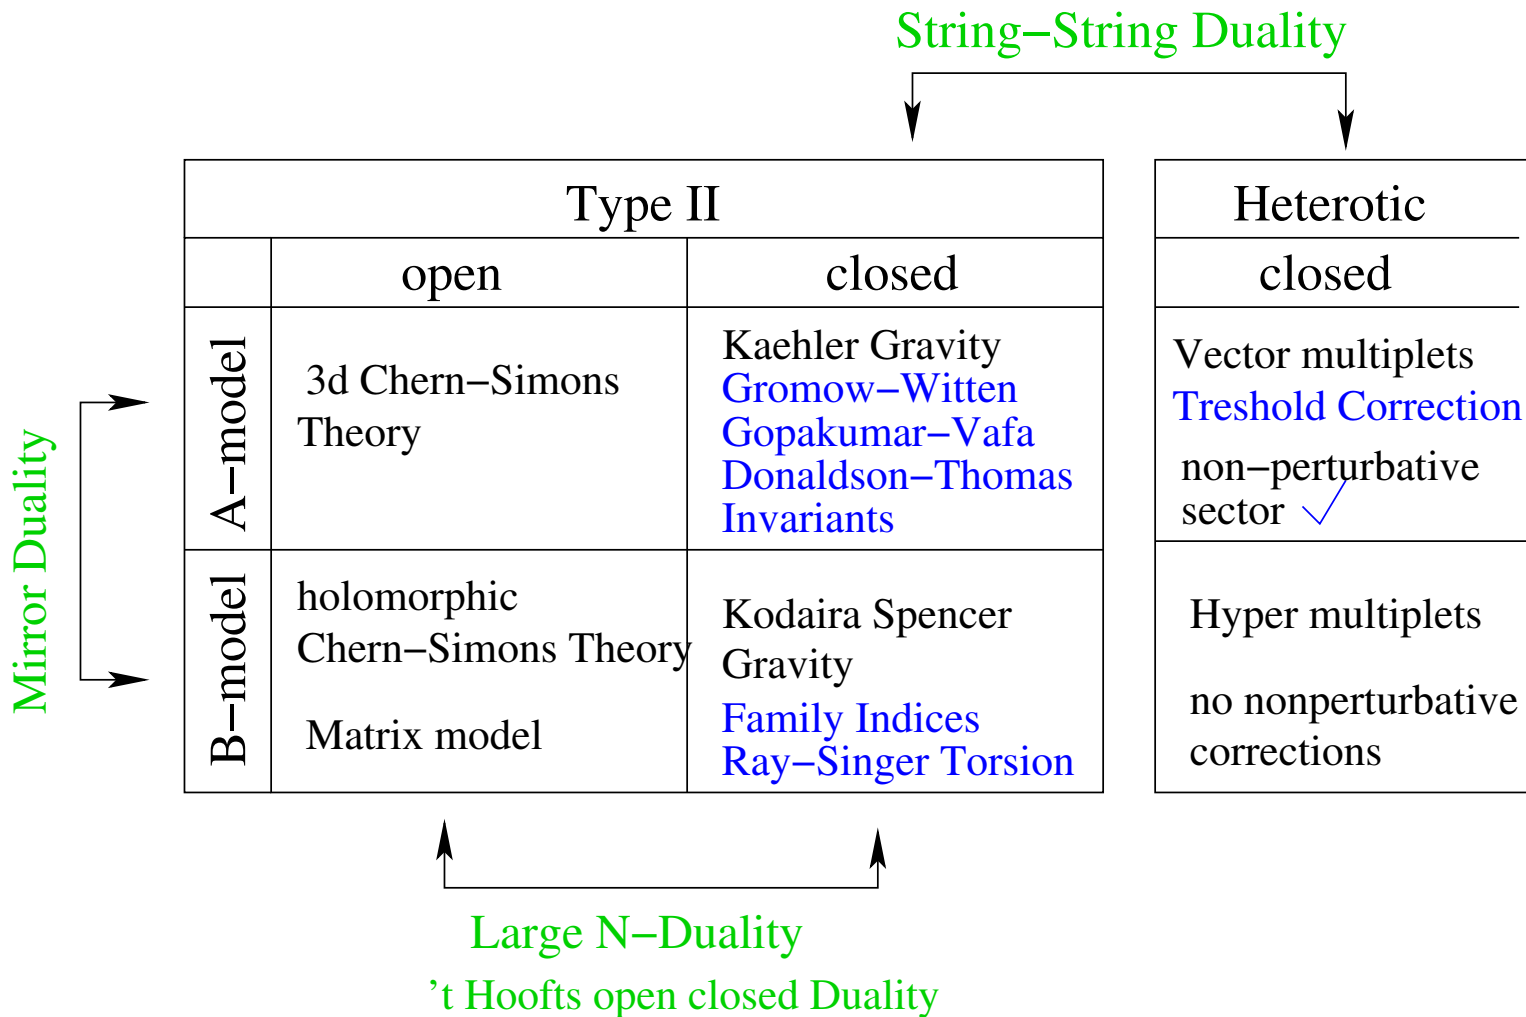 String−String Duality
Type II
Heterotic
open
closed
closed
Mirror Duality
A−model
3d Chern−Simons
Theory
Kaehler Gravity
Gromow−Witten
Gopakumar−Vafa
Donaldson−Thomas
Invariants
Vector multiplets
Treshold Correction
non−perturbative
sector ✓
B−model
holomorphic
Chern−Simons Theory
Matrix model
Kodaira Spencer
Gravity
Family Indices
Ray−Singer Torsion
Hyper multiplets
no nonperturbative
corrections
Large N−Duality
’t Hoofts open closed Duality